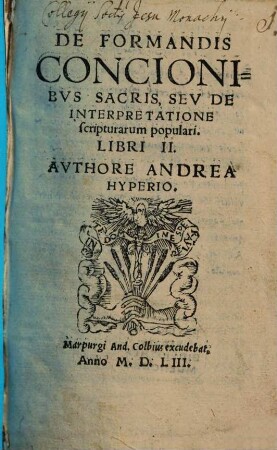 Collegij Socts Jesu Monachij
DE FORMANDIS
CONCIONI=
BVS SACRIS, SEV DE
INTERPRETATIONE
scripturarum populari.
LIBRI II.
AVTHORE ANDREA
HYPERIO.
Marpurgi And. Colbius excudebat.
Anno M. D. LIII.